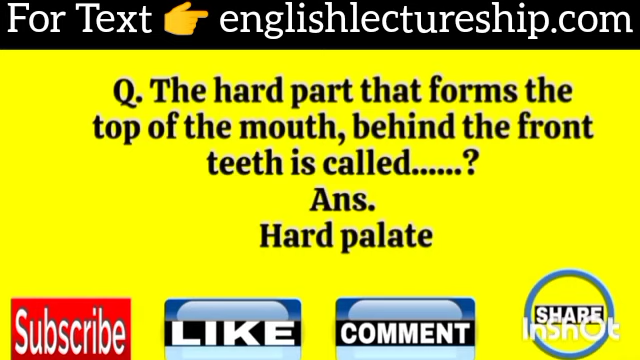 For Text 👉 englishlectureship.com
Q. The hard part that forms the
top of the mouth, behind the front
teeth is called......?
Ans.
Hard palate
Subscribe
LIKE
COMMENT
SHARE
InShOt